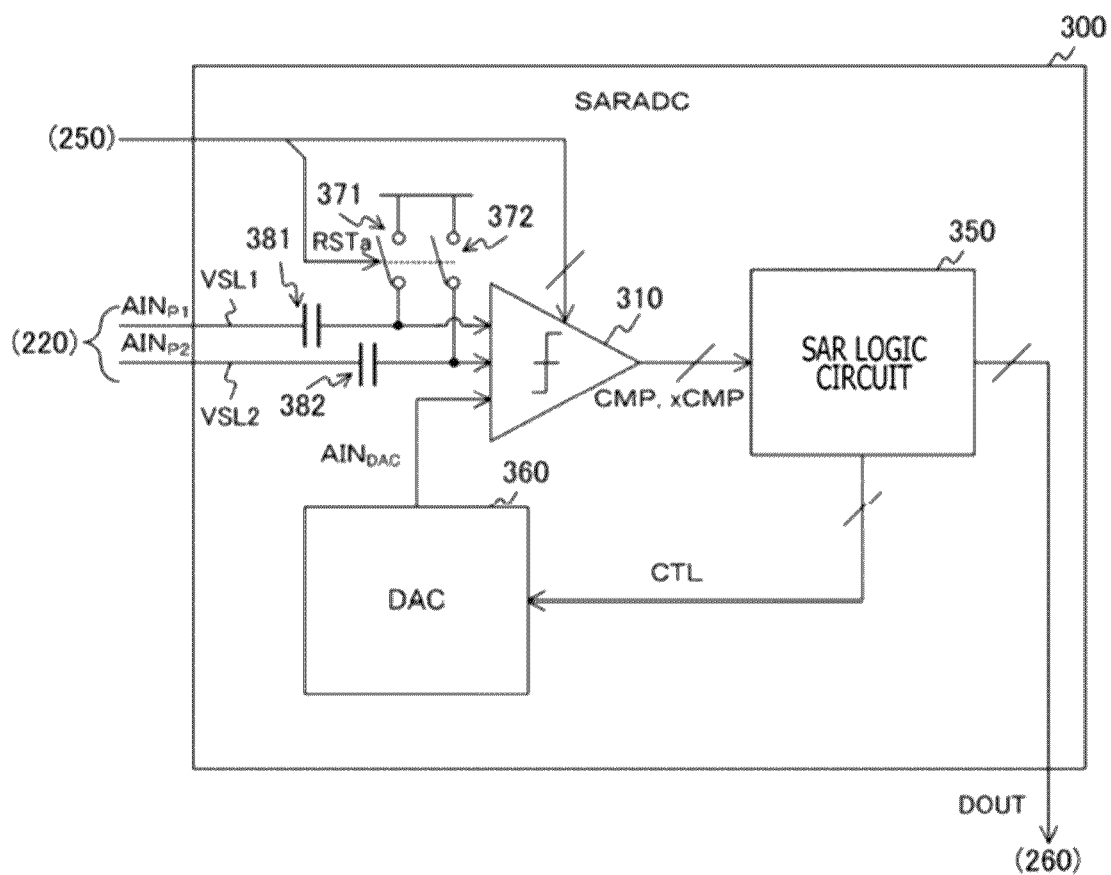 300
SARADC
(250)
371
372
RSTa
381
350
VSL1
310
AINP1
(220)
AINP2
SAR LOGIC
CIRCUIT
VSL2
382
CMP, xCMP
AINDAC
360
CTL
DAC
DOUT
(260)